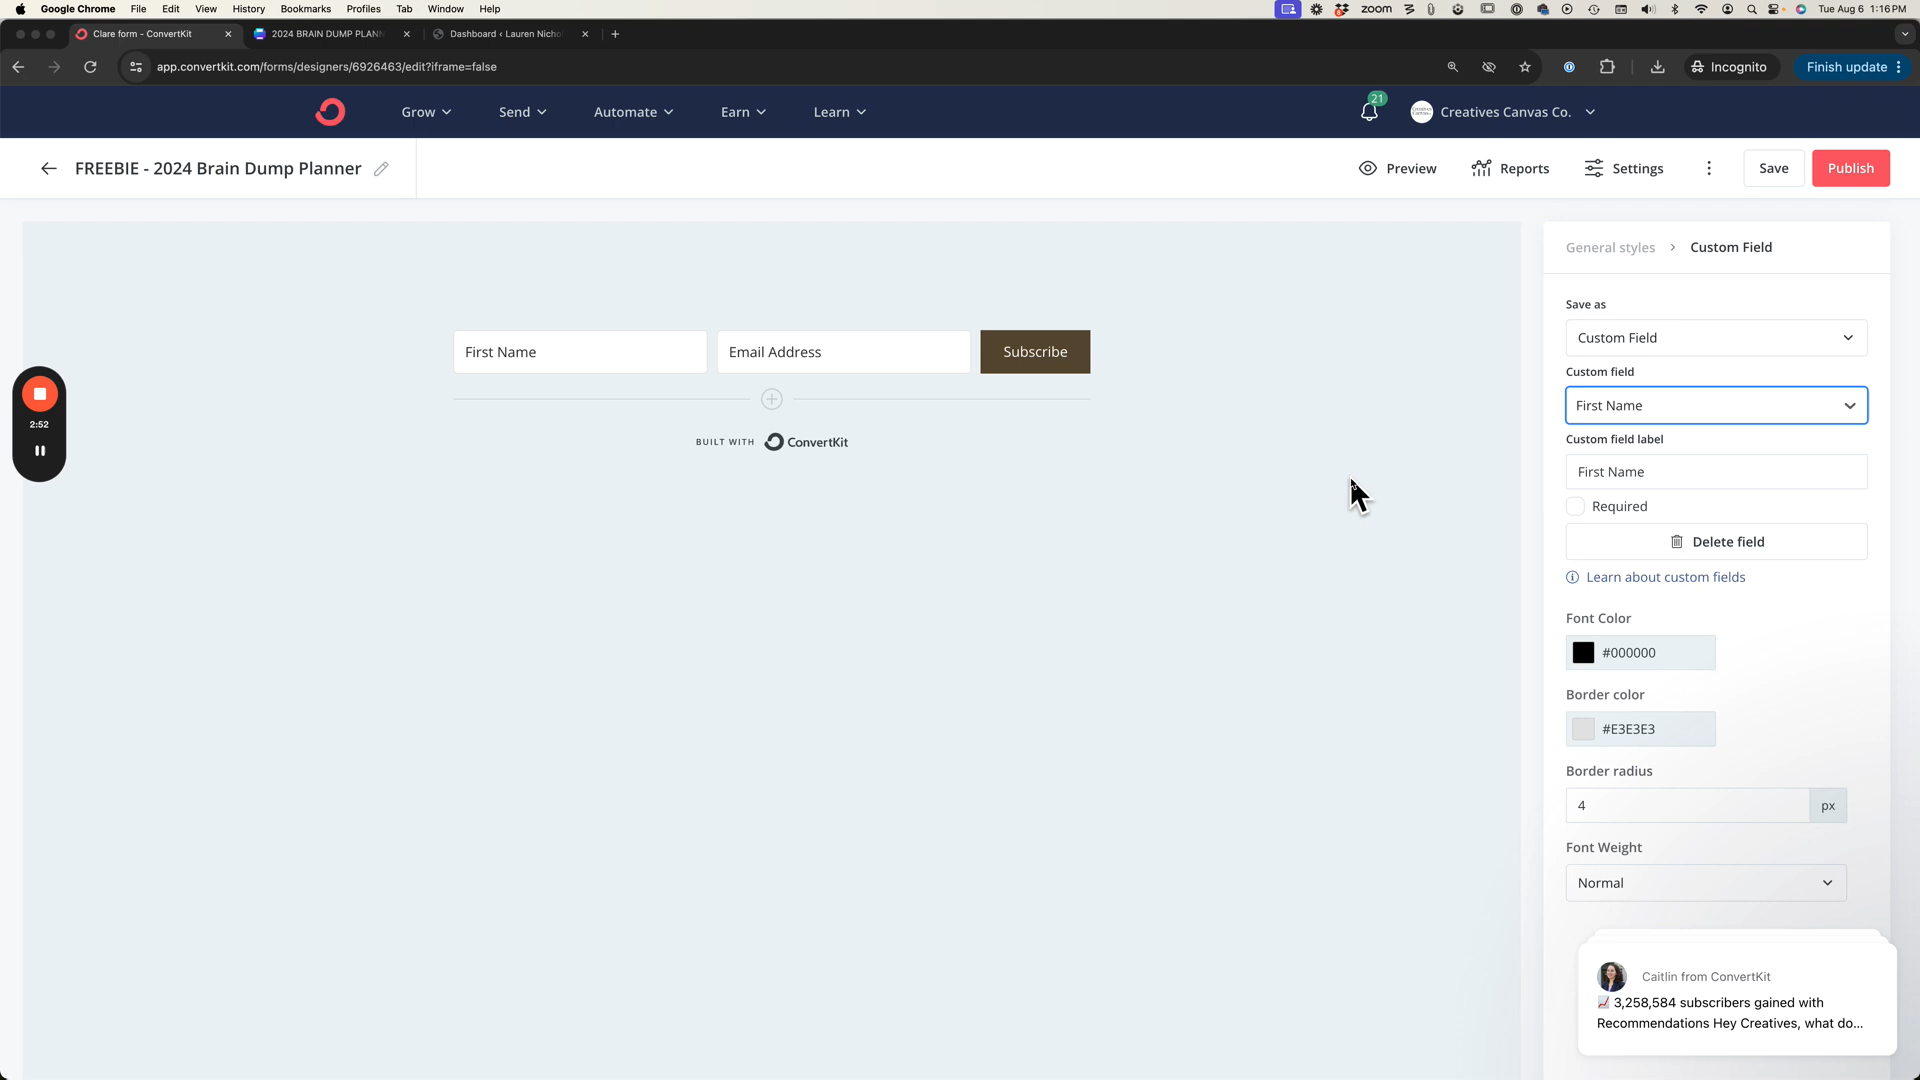 Google Chrome File Edit View History Bookmarks Profiles Tab Window Help zoom Tue Aug 6 1:16PM
Clare form - ConvertKit 2024 BRAIN DUMP PLANN Dashboard ‹ Lauren Nicho
app.convertkit.com/forms/designers/6926463/edit?iframe=false Incognito Finish update
Grow Send Automate Earn Learn 21 Creatives Canvas Co.
FREEBIE - 2024 Brain Dump Planner Preview Reports Settings Save Publish
General styles > Custom Field
Save as
Custom Field
Custom field
First Name
Custom field label
First Name
Required
Delete field
Learn about custom fields
Font Color
#000000
Border color
#E3E3E3
Border radius
4 px
Font Weight
Normal
First Name Email Address Subscribe
BUILT WITH ConvertKit
2:52
Caitlin from ConvertKit
📈 3,258,584 subscribers gained with
Recommendations Hey Creatives, what do...